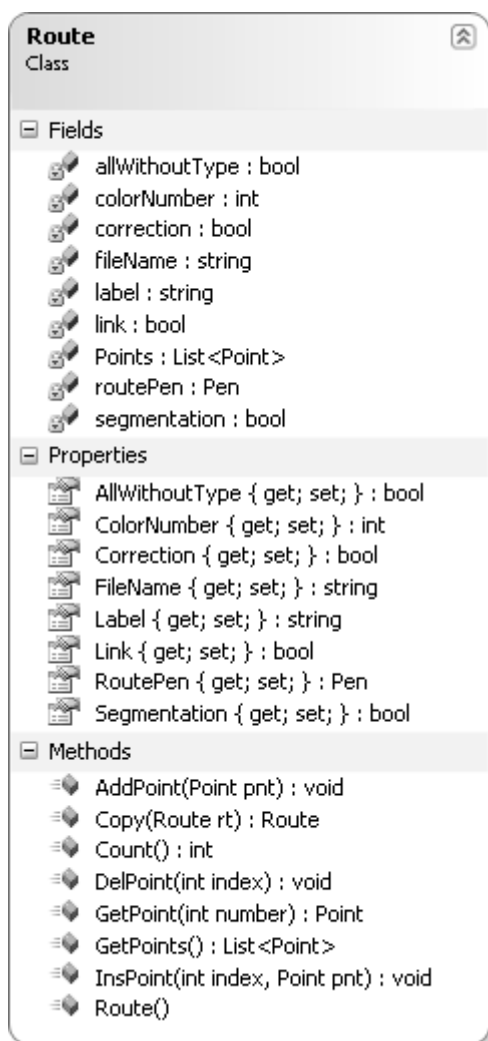 Route
Class
Fields
allWithoutType : bool
colorNumber : int
correction : bool
fileName : string
label : string
link : bool
Points : List<Point>
routePen : Pen
segmentation : bool
Properties
AllWithoutType { get; set; } : bool
ColorNumber { get; set; } : int
Correction { get; set; } : bool
FileName { get; set; } : string
Label { get; set; } : string
Link { get; set; } : bool
RoutePen { get; set; } : Pen
Segmentation { get; set; } : bool
Methods
AddPoint(Point pnt) : void
Copy(Route rt) : Route
Count() : int
DelPoint(int index) : void
GetPoint(int number) : Point
GetPoints() : List<Point>
InsPoint(int index, Point pnt) : void
Route()